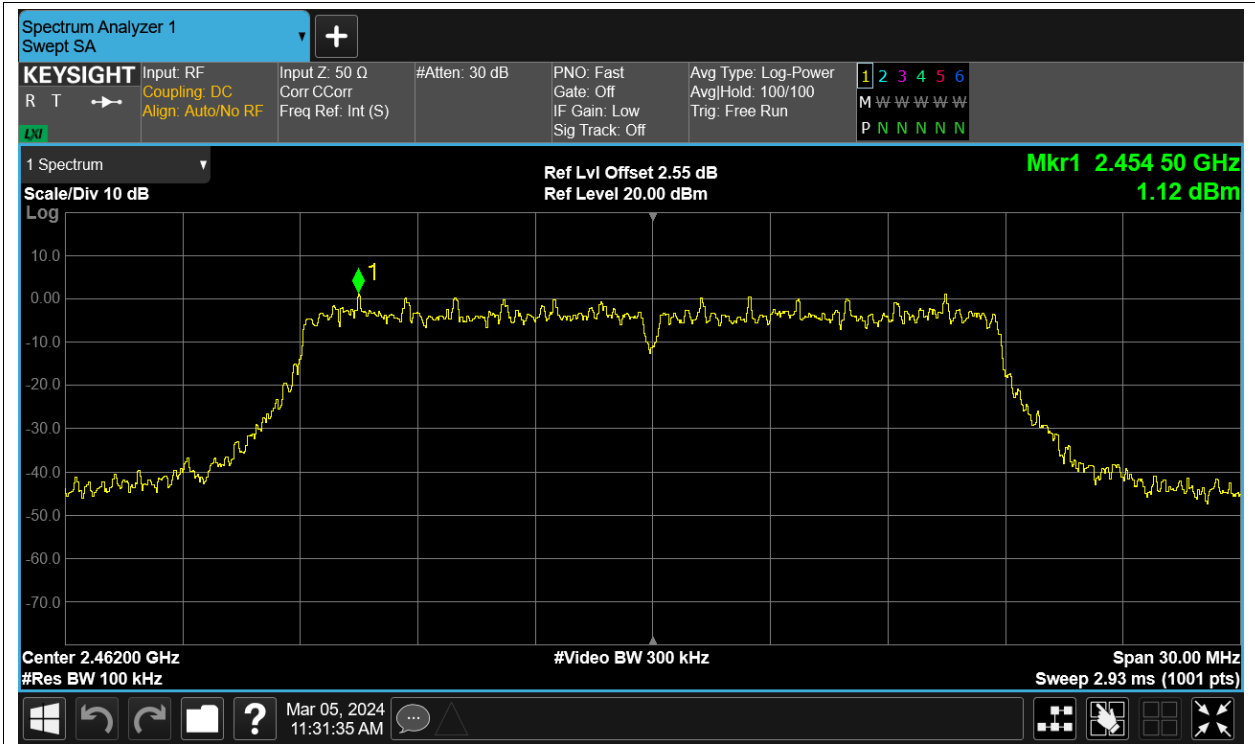 Spectrum Analyzer 1
Swept SA
KEYSIGHT
R T
LXI
Input: RF
Coupling: DC
Align: Auto/No RF
Input Z: 50 Ω
Corr CCorr
Freq Ref: Int (S)
#Atten: 30 dB
PNO: Fast
Gate: Off
IF Gain: Low
Sig Track: Off
Avg Type: Log-Power
Avg|Hold: 100/100
Trig: Free Run
1 2 3 4 5 6
M W W W W W W
P N N N N N N
1 Spectrum
Scale/Div 10 dB
Log
Ref Lvl Offset 2.55 dB
Ref Level 20.00 dBm
Mkr1 2.454 50 GHz
1.12 dBm
1
10.0
0.00
-10.0
-20.0
-30.0
-40.0
-50.0
-60.0
-70.0
Center 2.46200 GHz
#Res BW 100 kHz
#Video BW 300 kHz
Span 30.00 MHz
Sweep 2.93 ms (1001 pts)
?
Mar 05, 2024
11:31:35 AM